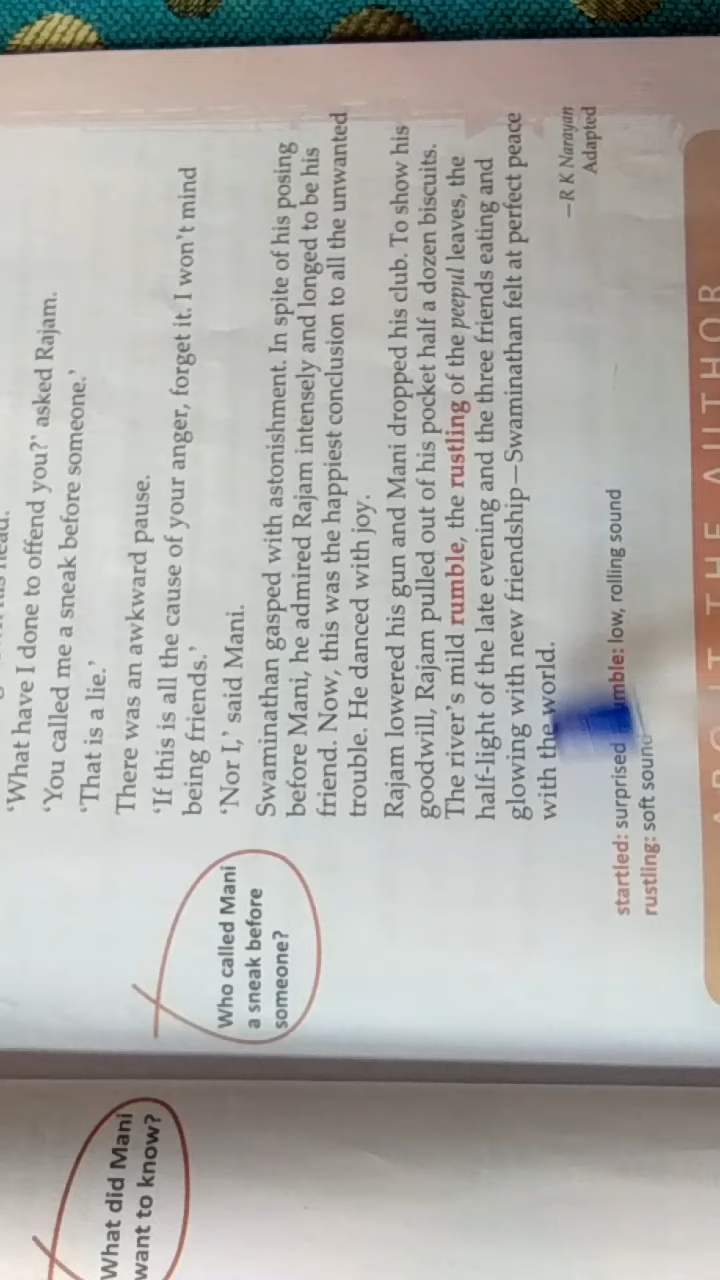 ‘What have I done to offend you?’ asked Rajam.
‘You called me a sneak before someone.’
‘That is a lie.’
There was an awkward pause.
‘If this is all the cause of your anger, forget it. I won’t mind
being friends.’
‘Nor I,’ said Mani.
Swaminathan gasped with astonishment. In spite of his posing
before Mani, he admired Rajam intensely and longed to be his
friend. Now, this was the happiest conclusion to all the unwanted
trouble. He danced with joy.
Rajam lowered his gun and Mani dropped his club. To show his
goodwill, Rajam pulled out of his pocket half a dozen biscuits.
The river’s mild rumble, the rustling of the peepul leaves, the
half-light of the late evening and the three friends eating and
glowing with new friendship—Swaminathan felt at perfect peace
with the world.
—R K Narayan
Adapted
Who called Mani
a sneak before
someone?
What did Mani
want to know?
startled: surprised low, rolling sound
rustling: soft sound
ABOUT THE AUTHOR